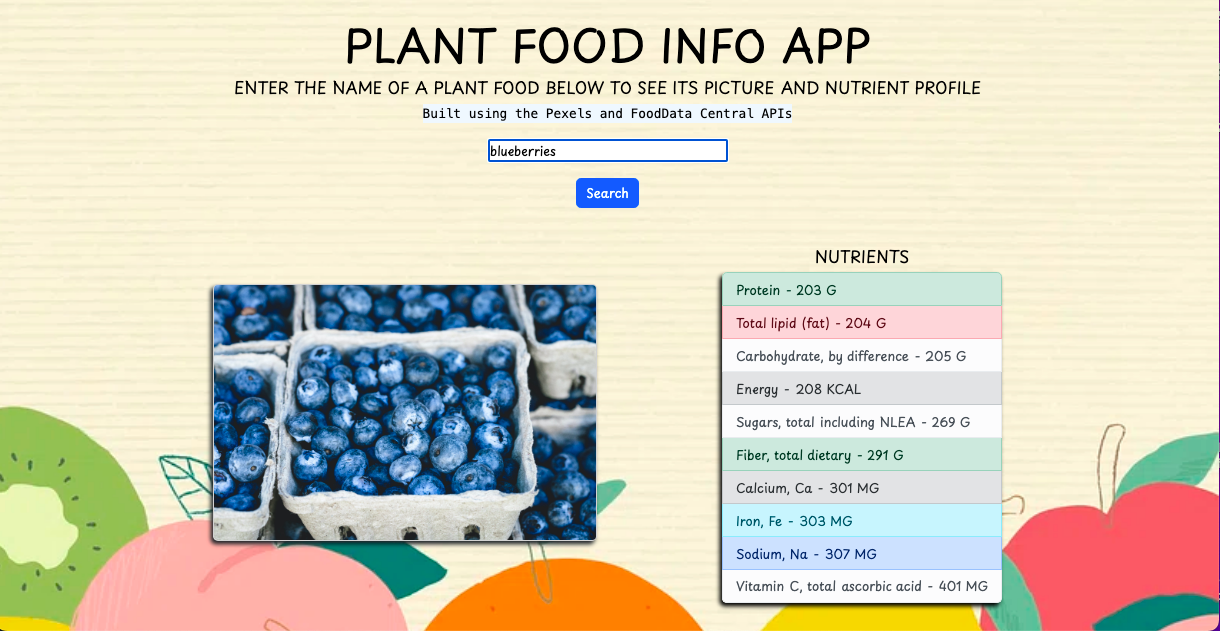 PLANT FOOD INFO APP
ENTER THE NAME OF A PLANT FOOD BELOW TO SEE ITS PICTURE AND NUTRIENT PROFILE
Built using the Pexels and FoodData Central APIs
blueberries
Search
NUTRIENTS
Protein - 203 G
Total lipid (fat) - 204 G
Carbohydrate, by difference - 205 G
Energy - 208 KCAL
Sugars, total including NLEA - 269 G
Fiber, total dietary - 291 G
Calcium, Ca - 301 MG
Iron, Fe - 303 MG
Sodium, Na - 307 MG
Vitamin C, total ascorbic acid - 401 MG